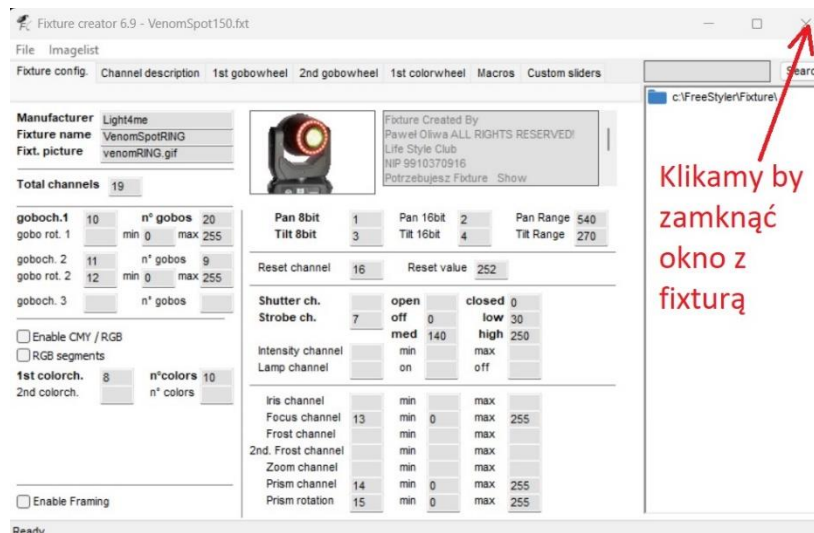 Fixture creator 6.9 - VenomSpot150.fxt
File Imagelist
Fixture config. Channel description 1st gobowheel 2nd gobowheel 1st colorwheel Macros Custom sliders
c:\FreeStyler\Fixture\
Manufacturer Light4me
Fixture name VenomSpotRING
Fixt. picture venomRING.gif
Total channels 19
Fixture Created By
Paweł Oliwa ALL RIGHTS RESERVED!
Life Style Club
NIP 9910370916
Potrzebujesz Fixture Show
goboch.1 10 n° gobos 20
gobo rot. 1 min 0 max 255
goboch. 2 11 n° gobos 9
gobo rot. 2 12 min 0 max 255
goboch. 3 n° gobos
Enable CMY / RGB
RGB segments
1st colorch. 8 n°colors 10
2nd colorch. n° colors
Enable Framing
Pan 8bit 1 Pan 16bit 2 Pan Range 540
Tilt 8bit 3 Tilt 16bit 4 Tilt Range 270
Reset channel 16 Reset value 252
Shutter ch. open closed 0
Strobe ch. 7 off 0 low 30
med 140 high 250
Intensity channel min max
Lamp channel on off
Iris channel min max
Focus channel 13 min 0 max 255
Frost channel min max
2nd. Frost channel min max
Zoom channel min max
Prism channel 14 min 0 max 255
Prism rotation 15 min 0 max 255
Klikamy by
zamknąć
okno z
fixturą
Ready